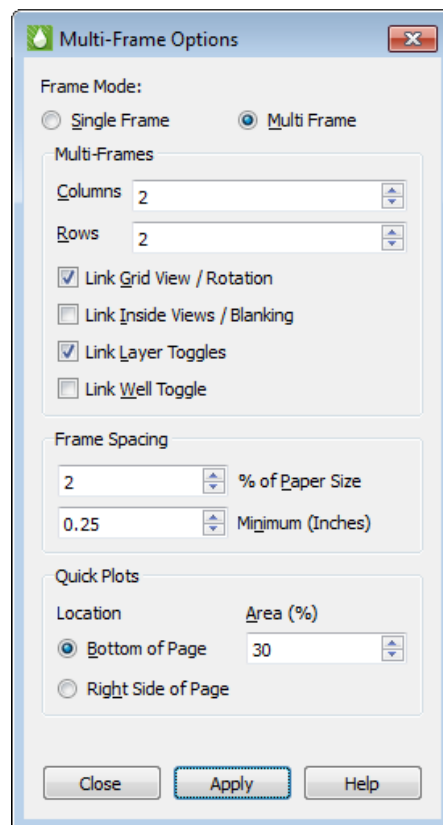 Multi-Frame Options
Frame Mode:
Single Frame Multi Frame
Multi-Frames
Columns 2
Rows 2
Link Grid View / Rotation
Link Inside Views / Blanking
Link Layer Toggles
Link Well Toggle
Frame Spacing
2 % of Paper Size
0.25 Minimum (Inches)
Quick Plots
Location Area (%)
Bottom of Page 30
Right Side of Page
Close Apply Help